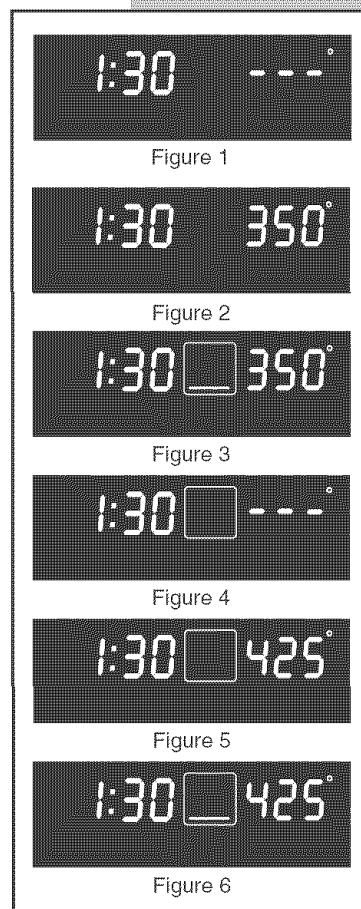 1:30 - - -°
Figure 1
1:30 350°
Figure 2
1:30 350°
Figure 3
1:30 - - -°
Figure 4
1:30 425°
Figure 5
1:30 425°
Figure 6